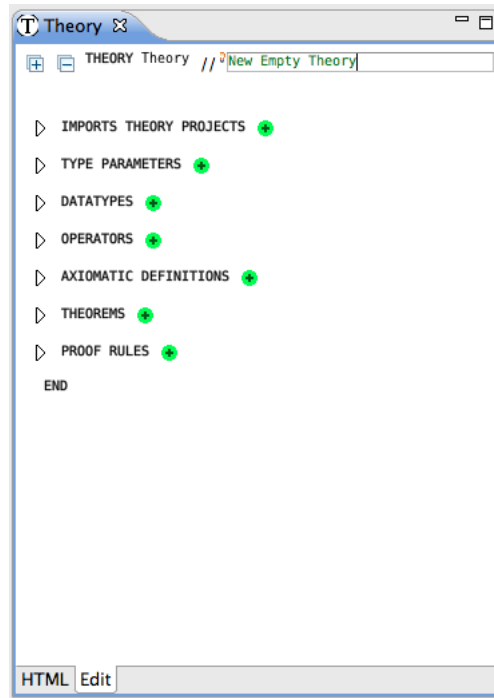 T Theory
THEORY Theory // New Empty Theory
IMPORTS THEORY PROJECTS
TYPE PARAMETERS
DATATYPES
OPERATORS
AXIOMATIC DEFINITIONS
THEOREMS
PROOF RULES
END
HTML Edit